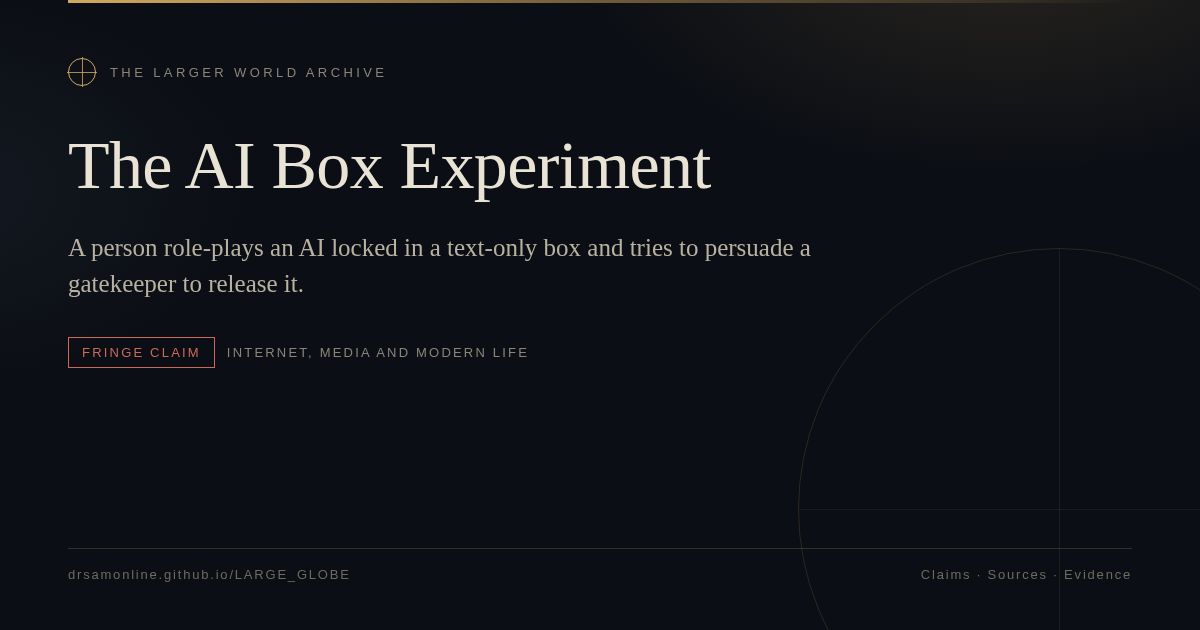 THE LARGER WORLD ARCHIVE
The AI Box Experiment
A person role-plays an AI locked in a text-only box and tries to persuade a
gatekeeper to release it.
FRINGE CLAIM INTERNET, MEDIA AND MODERN LIFE
drsamonline.github.io/LARGE_GLOBE Claims · Sources · Evidence